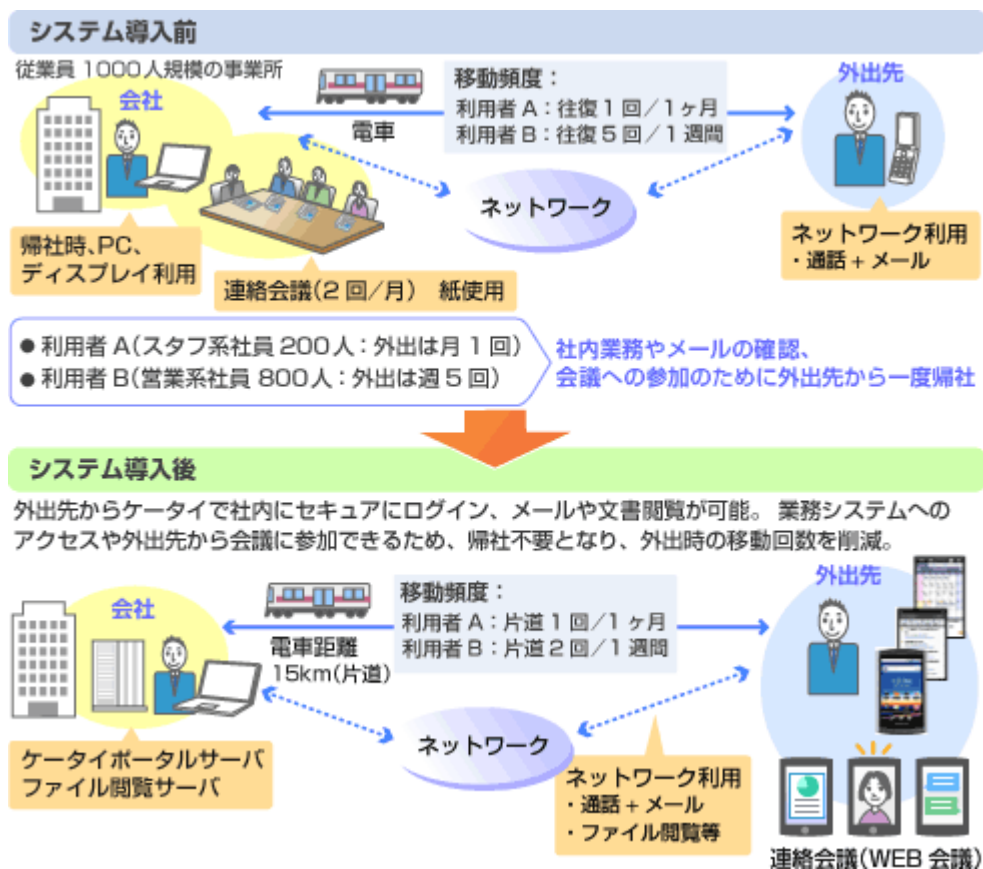 システム導入前
従業員1000人規模の事業所
会社
電車
移動頻度：
利用者A：往復1回／1ヶ月
利用者B：往復5回／1週間
外出先
ネットワーク
帰社時、PC、
ディスプレイ利用
連絡会議(2回／月)　紙使用
ネットワーク利用
・通話+メール
● 利用者A(スタフ系社員200人：外出は月1回)
● 利用者B(営業系社員 800人：外出は週5回)
社内業務やメールの確認、
会議への参加のために外出先から一度帰社
システム導入後
外出先からケータイで社内にセキュアにログイン、メールや文書閲覧が可能。業務システムへの
アクセスや外出先から会議に参加できるため、帰社不要となり、外出時の移動回数を削減。
会社
電車距離
15km(片道)
移動頻度：
利用者A：片道1回／1ヶ月
利用者B：片道2回／1週間
外出先
ネットワーク
ケータイポータルサーバ
ファイル閲覧サーバ
ネットワーク利用
・通話+メール
・ファイル閲覧等
連絡会議(WEB会議)